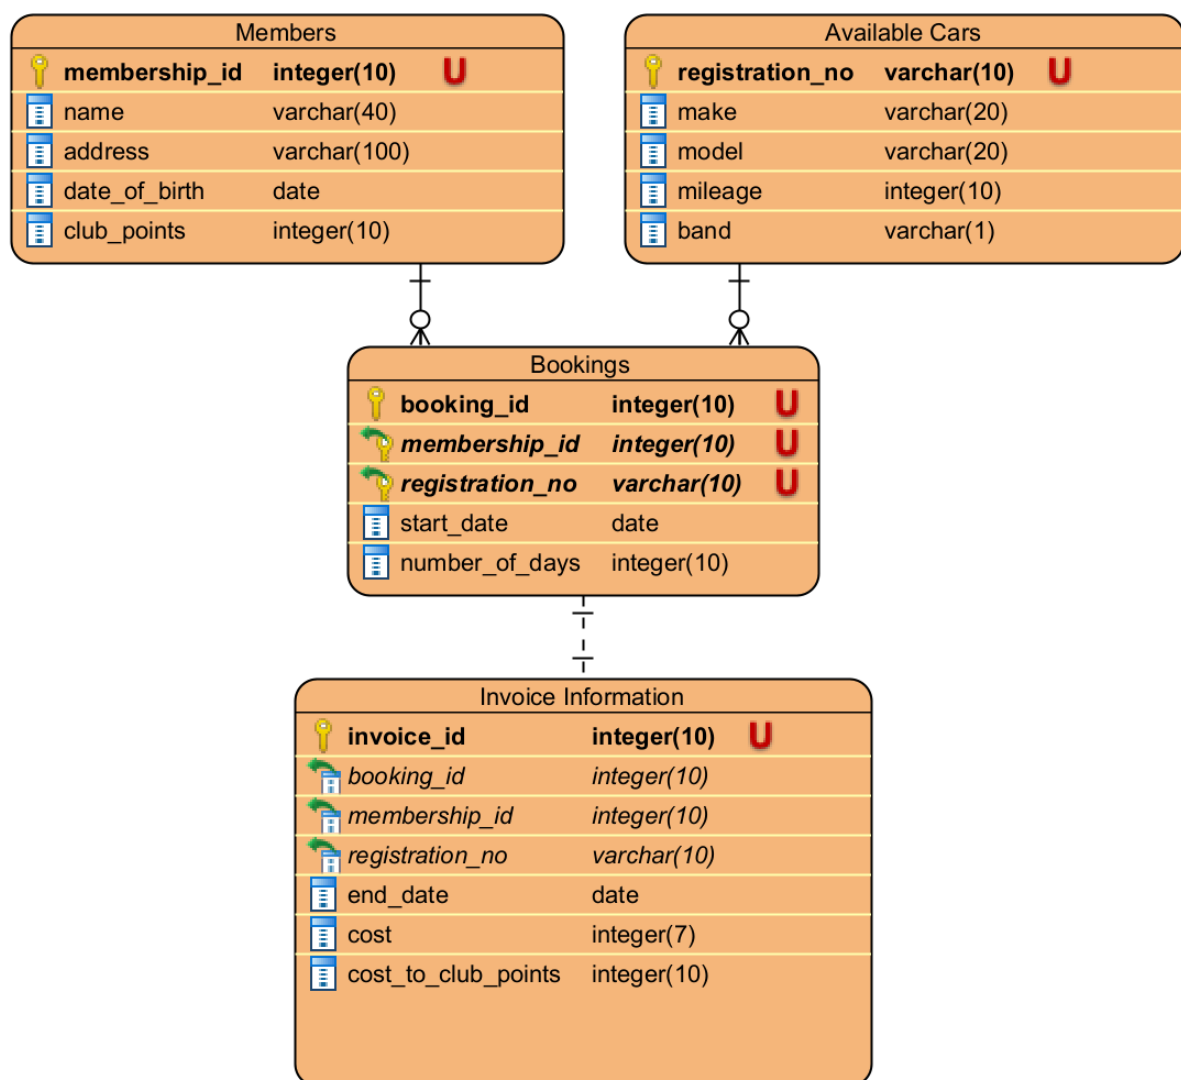 Members
membership_id integer(10) U
name varchar(40)
address varchar(100)
date_of_birth date
club_points integer(10)
Available Cars
registration_no varchar(10) U
make varchar(20)
model varchar(20)
mileage integer(10)
band varchar(1)
Bookings
booking_id integer(10) U
membership_id integer(10) U
registration_no varchar(10) U
start_date date
number_of_days integer(10)
Invoice Information
invoice_id integer(10) U
booking_id integer(10)
membership_id integer(10)
registration_no varchar(10)
end_date date
cost integer(7)
cost_to_club_points integer(10)